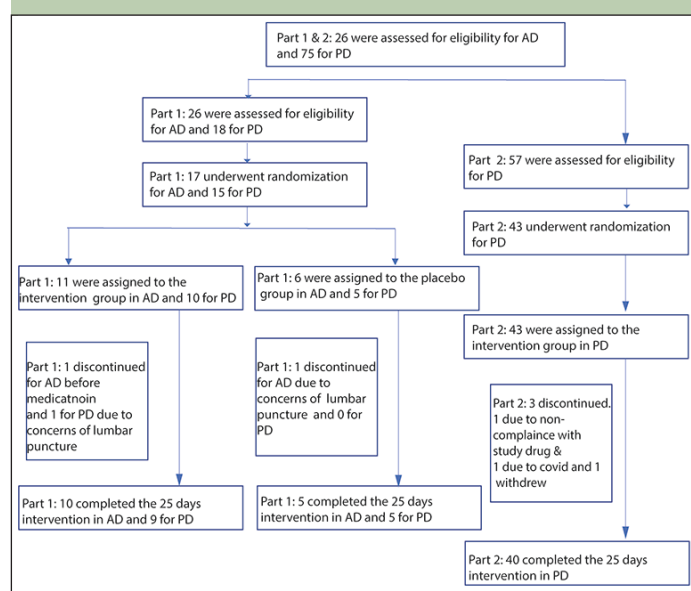 Part 1 & 2: 26 were assessed for eligibility for AD
and 75 for PD
Part 1: 26 were assessed for eligibility
for AD and 18 for PD
Part 2: 57 were assessed for eligibility
for PD
Part 1: 17 underwent randomization
for AD and 15 for PD
Part 2: 43 underwent randomization
for PD
Part 1: 11 were assigned to the
intervention group in AD and 10 for PD
Part 1: 6 were assigned to the placebo
group in AD and 5 for PD
Part 2: 43 were assigned to the
intervention group in PD
Part 1: 1 discontinued
for AD before
medicatnoin
and 1 for PD due to
concerns of lumbar
puncture
Part 1: 1 discontinued
for AD due to
concerns of lumbar
puncture and 0 for
PD
Part 2: 3 discontinued.
1 due to non-
complaince with
study drug &
1 due to covid and 1
withdrew
Part 1: 10 completed the 25 days
intervention in AD and 9 for PD
Part 1: 5 completed the 25 days
intervention in AD and 5 for PD
Part 2: 40 completed the 25 days
intervention in PD